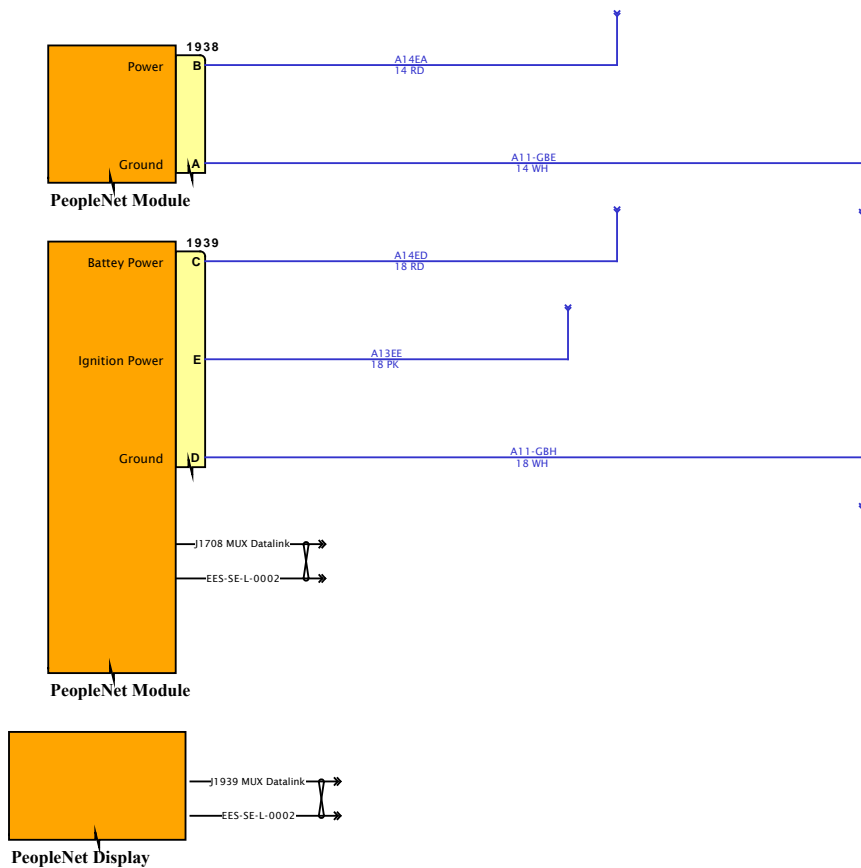 1938
Power
B
A14EA
14 RD
Ground
A
A11-GBE
14 WH
PeopleNet Module
1939
Battey Power
C
A14ED
18 RD
Ignition Power
E
A13EE
18 PK
Ground
D
A11-GBH
18 WH
J1708 MUX Datalink
EES-SE-L-0002
PeopleNet Module
J1939 MUX Datalink
EES-SE-L-0002
PeopleNet Display